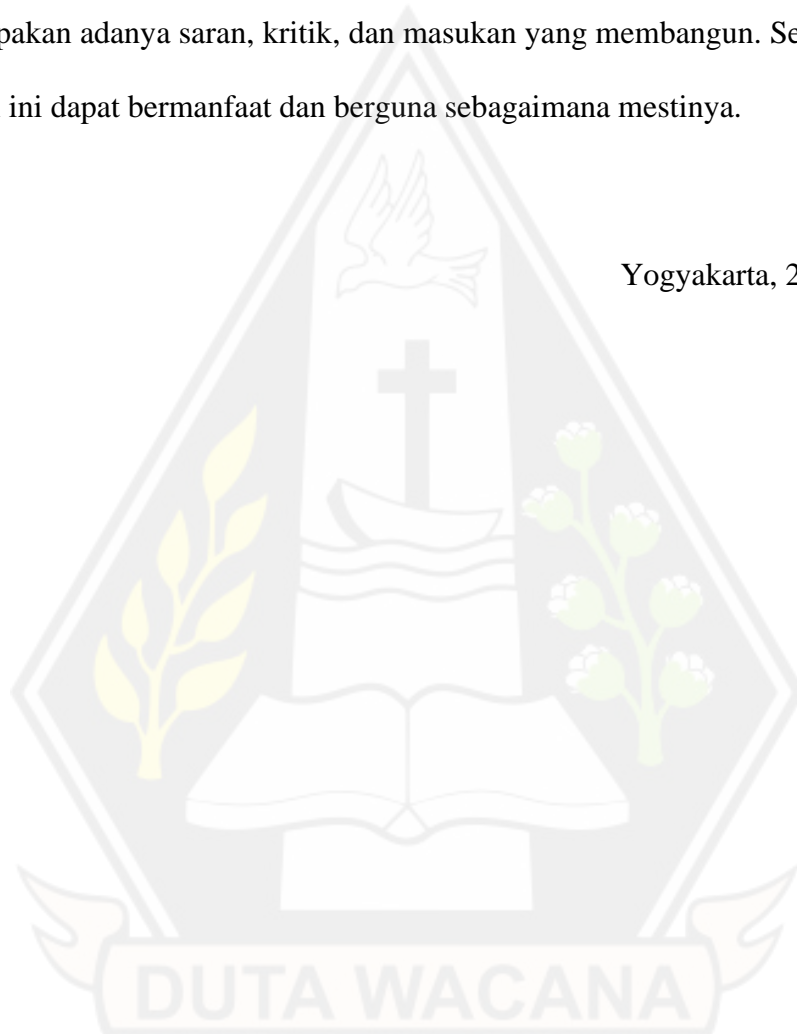 pakan adanya saran, kritik, dan masukan yang membangun. Se
ini dapat bermanfaat dan berguna sebagaimana mestinya.
Yogyakarta, 2
DUTA WACANA